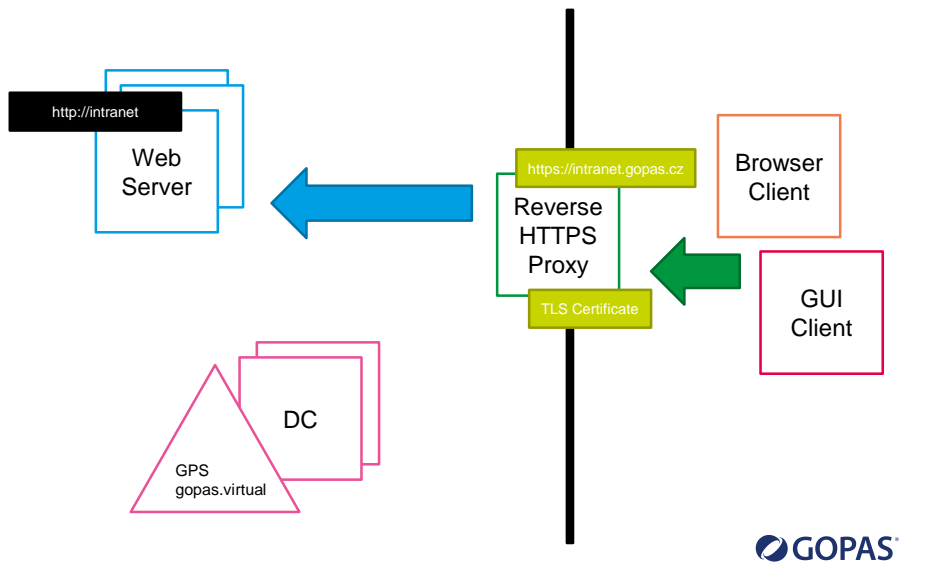 http://intranet
Web
Server
https://intranet.gopas.cz
Reverse
HTTPS
Proxy
TLS Certificate
Browser
Client
GUI
Client
DC
GPS
gopas.virtual
GOPAS